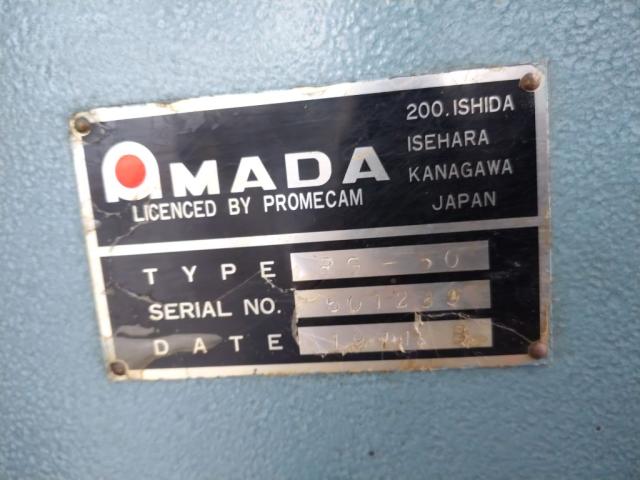 AMADA
LICENCED BY PROMECAM
200. ISHIDA
ISEHARA
KANAGAWA
JAPAN
TYPE
SERIAL NO.
DATE